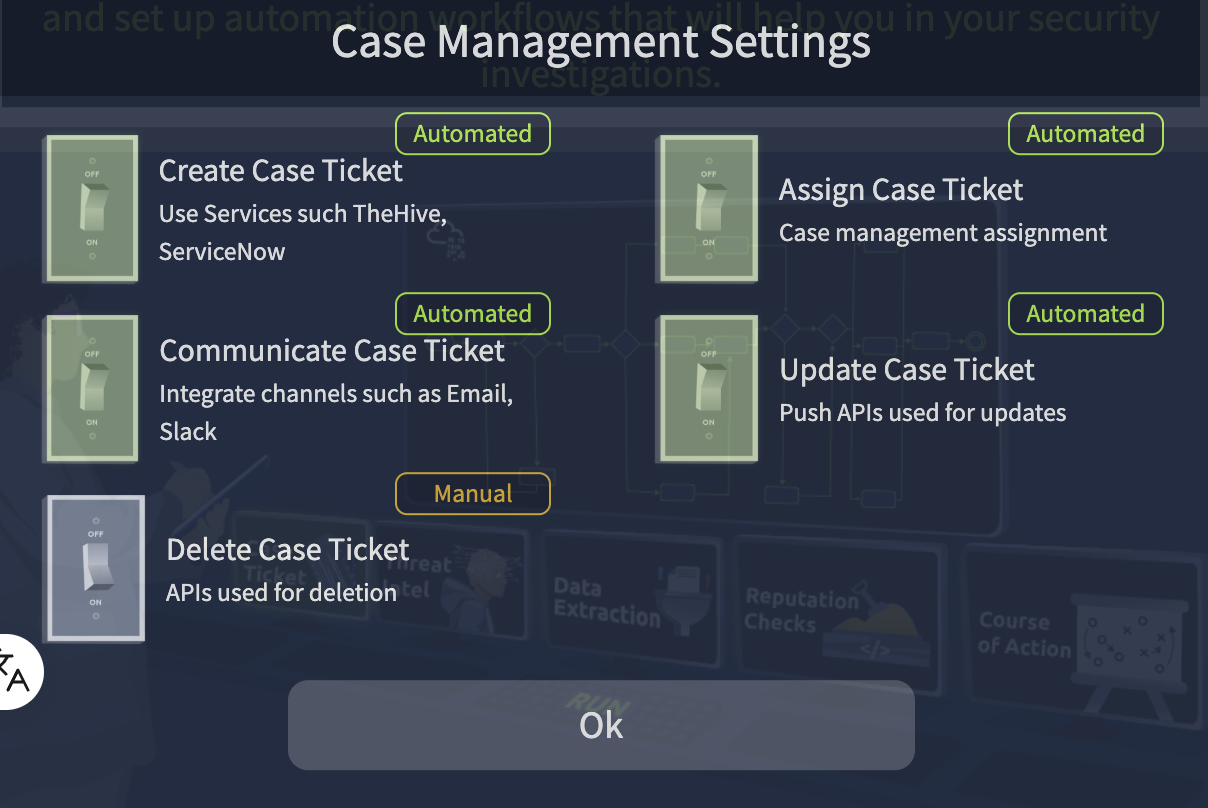 and set up automation workflows that will help you in your security
Case Management Settings
investigations.
Automated
Create Case Ticket
Use Services such TheHive,
ServiceNow
OFF
ON
Automated
Assign Case Ticket
Case management assignment
OFF
ON
Automated
Communicate Case Ticket
Integrate channels such as Email,
Slack
OFF
ON
Automated
Update Case Ticket
Push APIs used for updates
OFF
ON
Manual
Delete Case Ticket
APIs used for deletion
OFF
ON
Ticket
Threat
Intel
Data
Extraction
Reputation
Checks
</>
Course
of Action
RUN
Ok
文A